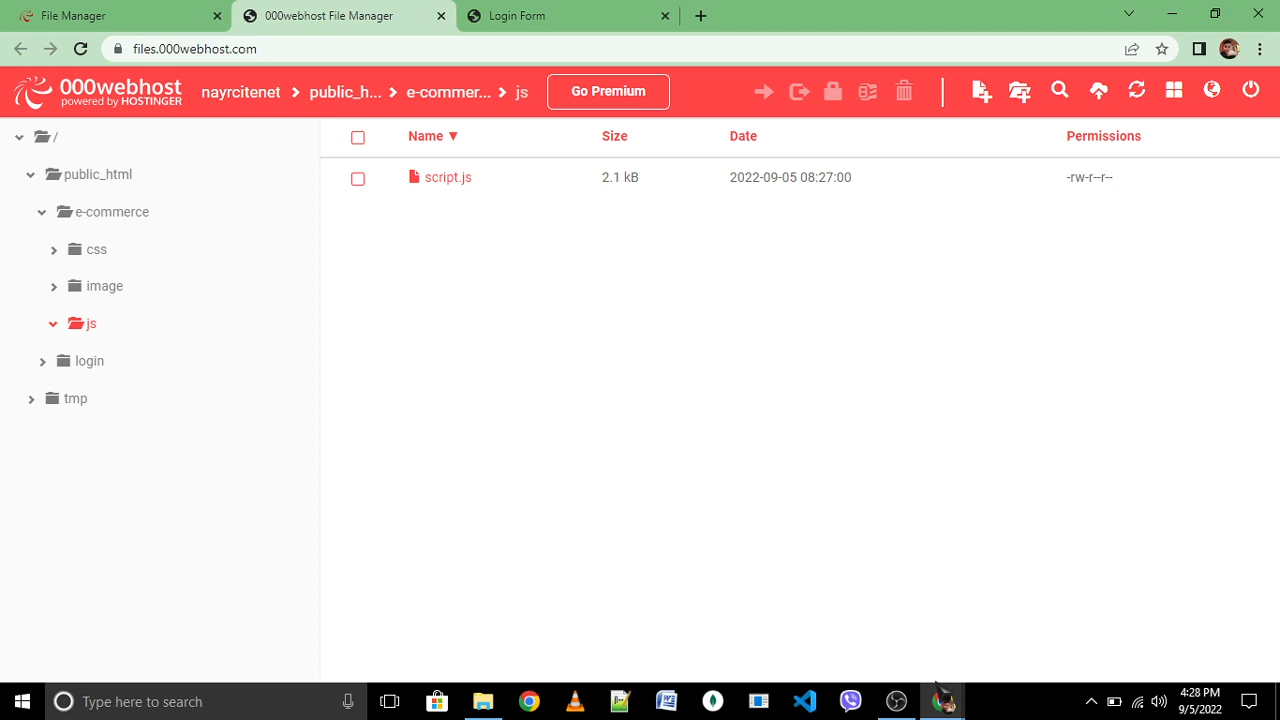 File Manager
000webhost File Manager
Login Form
files.000webhost.com
000webhost
powered by HOSTINGER
nayrcitenet
public_h...
e-commer...
js
Go Premium
/
public_html
e-commerce
css
image
js
login
tmp
Name ▼
Size
Date
Permissions
script.js
2.1 kB
2022-09-05 08:27:00
-rw-r--r--
Type here to search
4:28 PM
9/5/2022